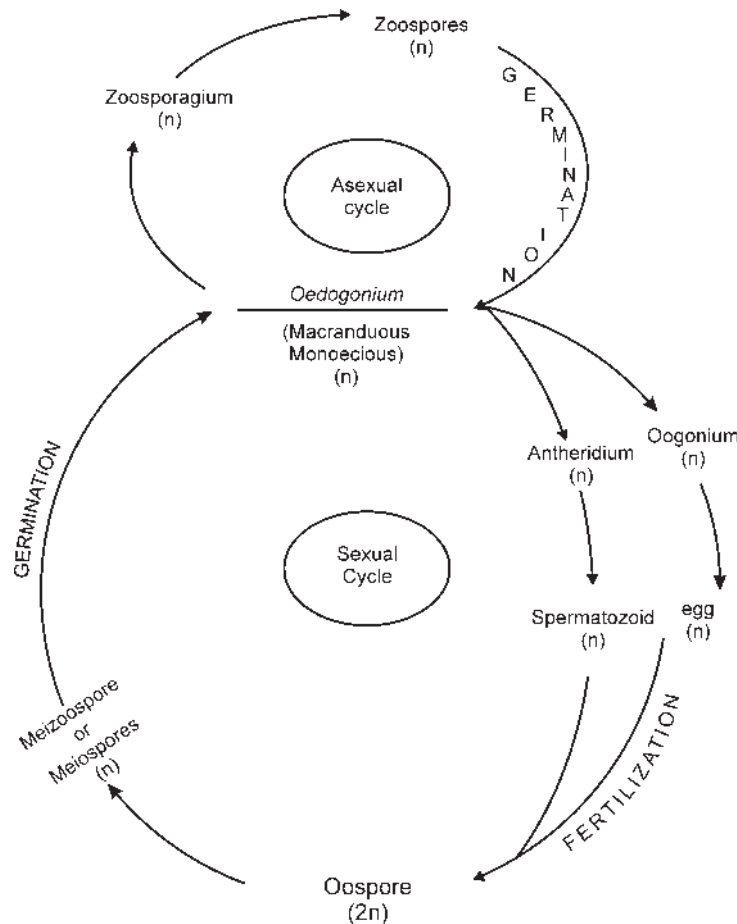 Zoospores
(n)
Zoosporagium
(n)
GERMINATION
Asexual
cycle
Oedogonium
(Macranduous
Monoecious)
(n)
Antheridium
(n)
Oogonium
(n)
GERMINATION
Sexual
Cycle
Spermatozoid
(n)
egg
(n)
Meizoospore
or
Meiospores
(n)
FERTILIZATION
Oospore
(2n)